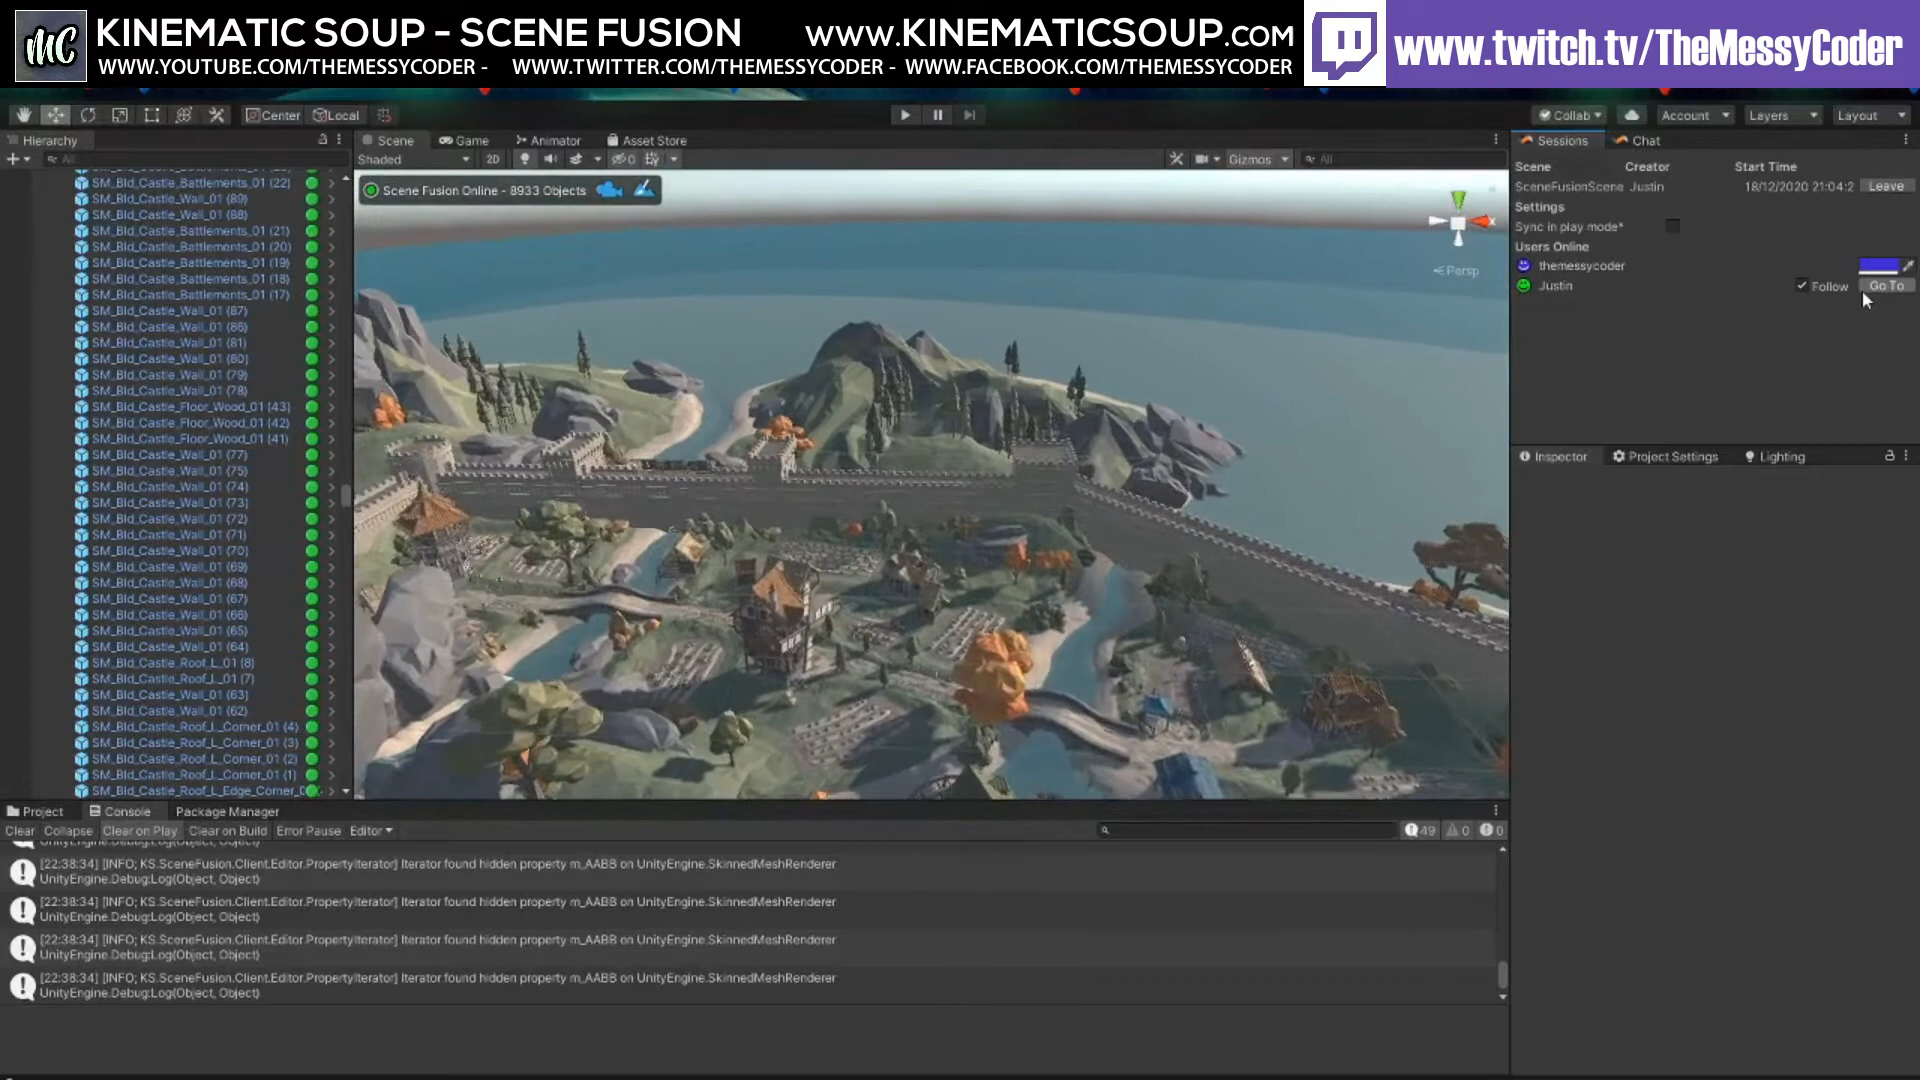 MC
KINEMATIC SOUP - SCENE FUSION
www.KINEMATICSOUP.com
WWW.YOUTUBE.COM/THEMESSYCODER - WWW.TWITTER.COM/THEMESSYCODER - WWW.FACEBOOK.COM/THEMESSYCODER
www.twitch.tv/TheMessyCoder
Center Local
Collab Account Layers Layout
Hierarchy
All
SM_Bld_Castle_Battlements_01 (22)
SM_Bld_Castle_Wall_01 (89)
SM_Bld_Castle_Wall_01 (88)
SM_Bld_Castle_Battlements_01 (21)
SM_Bld_Castle_Battlements_01 (20)
SM_Bld_Castle_Battlements_01 (19)
SM_Bld_Castle_Battlements_01 (18)
SM_Bld_Castle_Battlements_01 (17)
SM_Bld_Castle_Wall_01 (87)
SM_Bld_Castle_Wall_01 (86)
SM_Bld_Castle_Wall_01 (81)
SM_Bld_Castle_Wall_01 (80)
SM_Bld_Castle_Wall_01 (79)
SM_Bld_Castle_Wall_01 (78)
SM_Bld_Castle_Floor_Wood_01 (43)
SM_Bld_Castle_Floor_Wood_01 (42)
SM_Bld_Castle_Floor_Wood_01 (41)
SM_Bld_Castle_Wall_01 (77)
SM_Bld_Castle_Wall_01 (75)
SM_Bld_Castle_Wall_01 (74)
SM_Bld_Castle_Wall_01 (73)
SM_Bld_Castle_Wall_01 (72)
SM_Bld_Castle_Wall_01 (71)
SM_Bld_Castle_Wall_01 (70)
SM_Bld_Castle_Wall_01 (69)
SM_Bld_Castle_Wall_01 (68)
SM_Bld_Castle_Wall_01 (67)
SM_Bld_Castle_Wall_01 (66)
SM_Bld_Castle_Wall_01 (65)
SM_Bld_Castle_Wall_01 (64)
SM_Bld_Castle_Roof_L_01 (8)
SM_Bld_Castle_Roof_L_01 (7)
SM_Bld_Castle_Wall_01 (63)
SM_Bld_Castle_Wall_01 (62)
SM_Bld_Castle_Roof_L_Corner_01 (4)
SM_Bld_Castle_Roof_L_Corner_01 (3)
SM_Bld_Castle_Roof_L_Corner_01 (2)
SM_Bld_Castle_Roof_L_Corner_01 (1)
SM_Bld_Castle_Roof_L_Edge_Corner_0
Scene Game Animator Asset Store
Shaded 2D 0 Gizmos All
Scene Fusion Online - 8933 Objects
x
Persp
Sessions Chat
Scene Creator Start Time
SceneFusionScene Justin 18/12/2020 21:04:2 Leave
Settings
Sync in play mode*
Users Online
themessycoder
Justin Follow Go To
Inspector Project Settings Lighting
Project Console Package Manager
Clear Collapse Clear on Play Clear on Build Error Pause Editor 49 0 0
UnityEngine.Debug:Log(Object, Object)
[22:38:34] [INFO; KS.SceneFusion.Client.Editor.PropertyIterator] Iterator found hidden property m_AABB on UnityEngine.SkinnedMeshRenderer
UnityEngine.Debug:Log(Object, Object)
[22:38:34] [INFO; KS.SceneFusion.Client.Editor.PropertyIterator] Iterator found hidden property m_AABB on UnityEngine.SkinnedMeshRenderer
UnityEngine.Debug:Log(Object, Object)
[22:38:34] [INFO; KS.SceneFusion.Client.Editor.PropertyIterator] Iterator found hidden property m_AABB on UnityEngine.SkinnedMeshRenderer
UnityEngine.Debug:Log(Object, Object)
[22:38:34] [INFO; KS.SceneFusion.Client.Editor.PropertyIterator] Iterator found hidden property m_AABB on UnityEngine.SkinnedMeshRenderer
UnityEngine.Debug:Log(Object, Object)